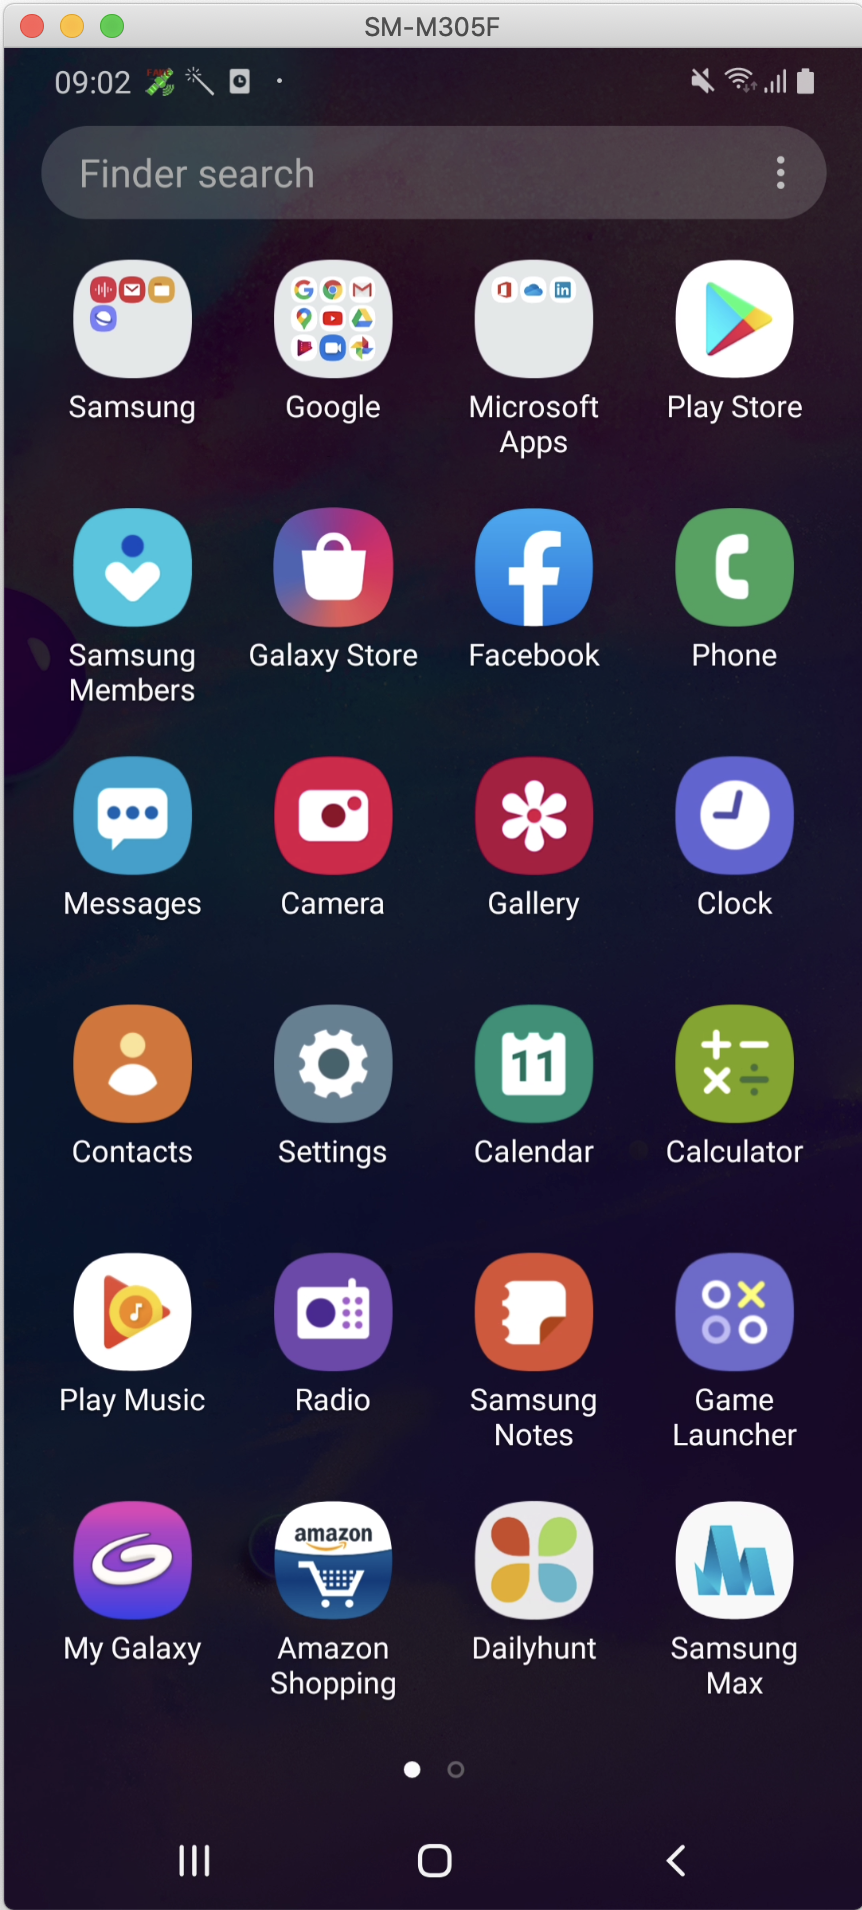 SM-M305F
09:02
Finder search
Samsung
Google
Microsoft
Apps
Play Store
Samsung
Members
Galaxy Store
Facebook
Phone
Messages
Camera
Gallery
Clock
Contacts
Settings
11
Calendar
Calculator
Play Music
Radio
Samsung
Notes
Game
Launcher
My Galaxy
amazon
Amazon
Shopping
Dailyhunt
Samsung
Max